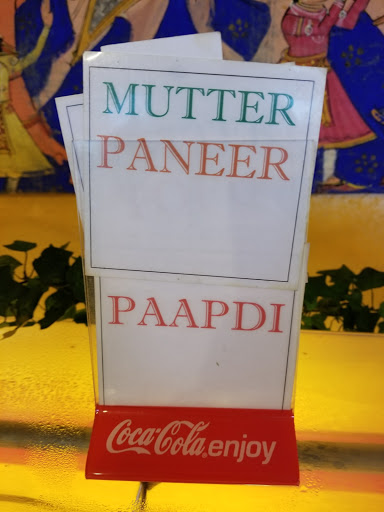 MUTTER
PANEER
PAAPDI
Coca-Cola enjoy